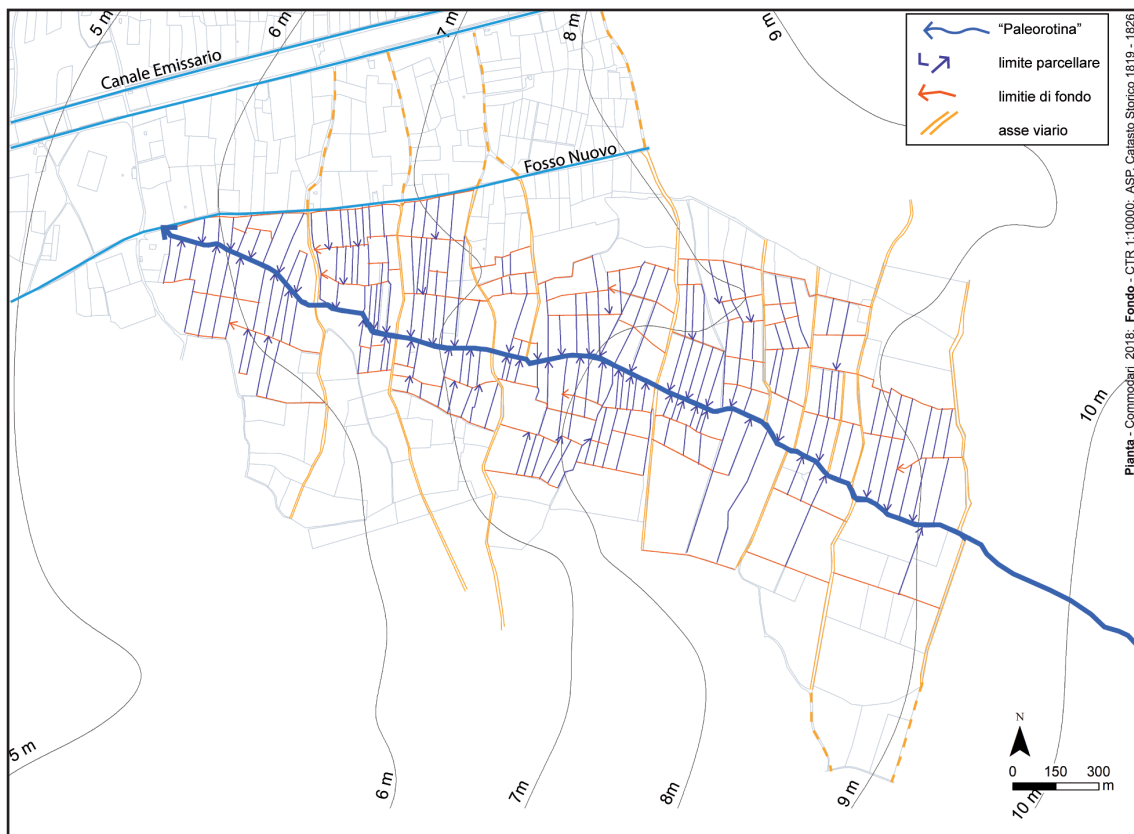 5 m
6 m
7 m
8 m
9 m
Canale Emissario
Fosso Nuovo
"Paleorotina"
limite parcellare
limitie di fondo
asse viario
Pianta - Commodari 2018; Fondo - CTR 1:10000: ASP, Catasto Storico 1819 - 1826
10 m
5 m
6 m
7m
8m
9 m
10 m
N
0 150 300
m